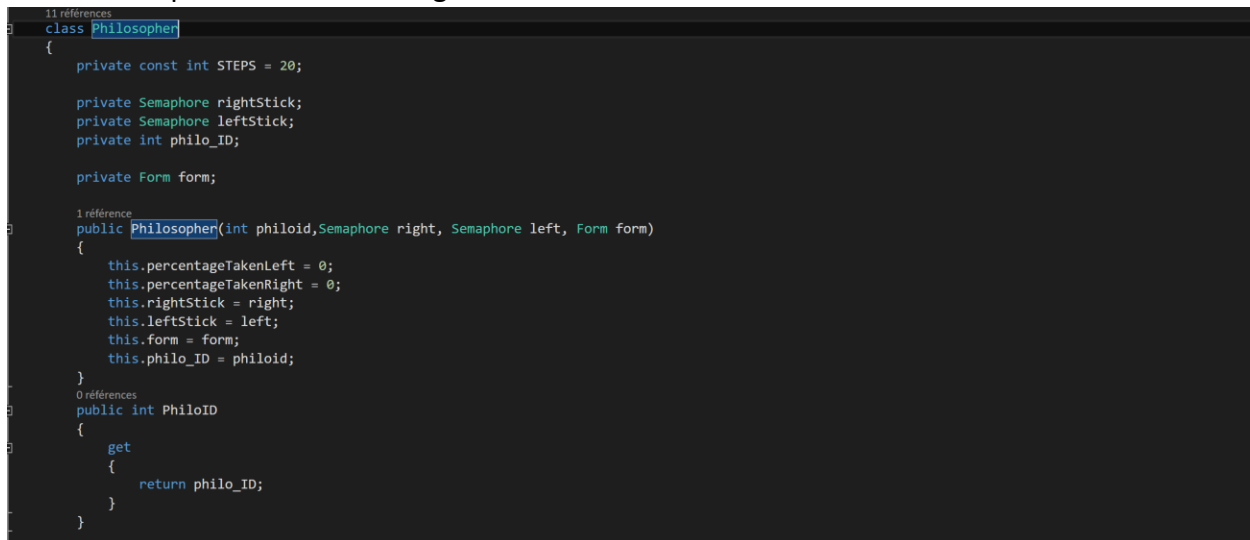 11 références
class Philosopher
{
private const int STEPS = 20;
private Semaphore rightStick;
private Semaphore leftStick;
private int philo_ID;
private Form form;
1 référence
public Philosopher(int philoid,Semaphore right, Semaphore left, Form form)
{
this.percentageTakenLeft = 0;
this.percentageTakenRight = 0;
this.rightStick = right;
this.leftStick = left;
this.form = form;
this.philo_ID = philoid;
}
0 références
public int PhiloID
{
get
{
return philo_ID;
}
}